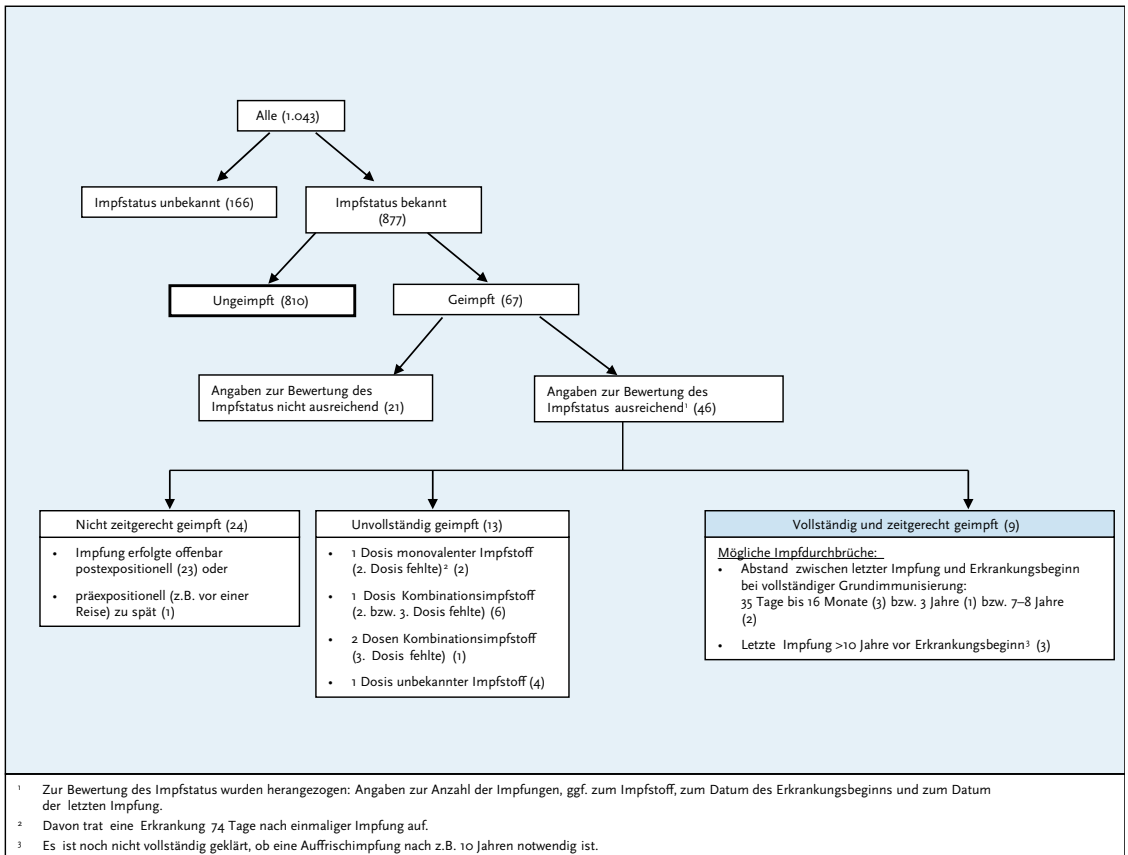 Alle (1.043)
Impfstatus unbekannt (166)
Impfstatus bekannt
(877)
Ungeimpft (810)
Geimpft (67)
Angaben zur Bewertung des
Impfstatus nicht ausreichend (21)
Angaben zur Bewertung des
Impfstatus ausreichend¹ (46)
Nicht zeitgerecht geimpft (24)
• Impfung erfolgte offenbar
postexpositionell (23) oder
• präexpositionell (z.B. vor einer
Reise) zu spät (1)
Unvollständig geimpft (13)
• 1 Dosis monovalenter Impfstoff
(2. Dosis fehlte)² (2)
• 1 Dosis Kombinationsimpfstoff
(2. bzw. 3. Dosis fehlte) (6)
• 2 Dosen Kombinationsimpfstoff
(3. Dosis fehlte) (1)
• 1 Dosis unbekannter Impfstoff (4)
Vollständig und zeitgerecht geimpft (9)
Mögliche Impfdurchbrüche:
• Abstand zwischen letzter Impfung und Erkrankungsbeginn
bei vollständiger Grundimmunisierung:
35 Tage bis 16 Monate (3) bzw. 3 Jahre (1) bzw. 7–8 Jahre
(2)
• Letzte Impfung >10 Jahre vor Erkrankungsbeginn³ (3)
¹ Zur Bewertung des Impfstatus wurden herangezogen: Angaben zur Anzahl der Impfungen, ggf. zum Impfstoff, zum Datum des Erkrankungsbeginns und zum Datum
der letzten Impfung.
² Davon trat eine Erkrankung 74 Tage nach einmaliger Impfung auf.
³ Es ist noch nicht vollständig geklärt, ob eine Auffrischimpfung nach z.B. 10 Jahren notwendig ist.